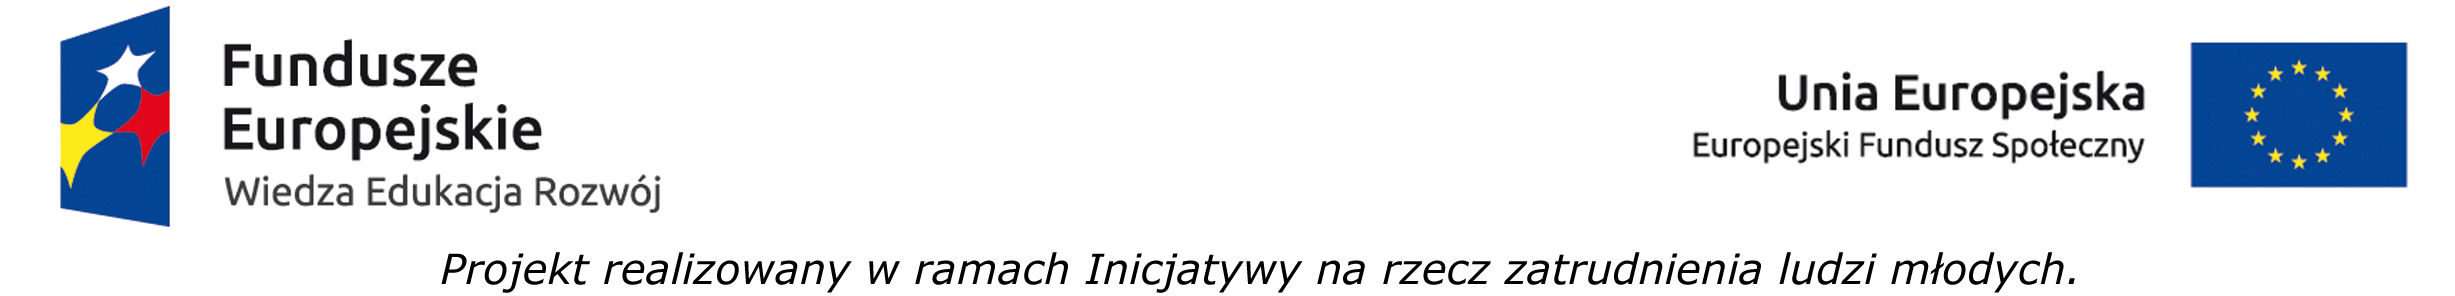 Fundusze
Europejskie
Wiedza Edukacja Rozwój
Unia Europejska
Europejski Fundusz Społeczny
Projekt realizowany w ramach Inicjatywy na rzecz zatrudnienia ludzi młodych.